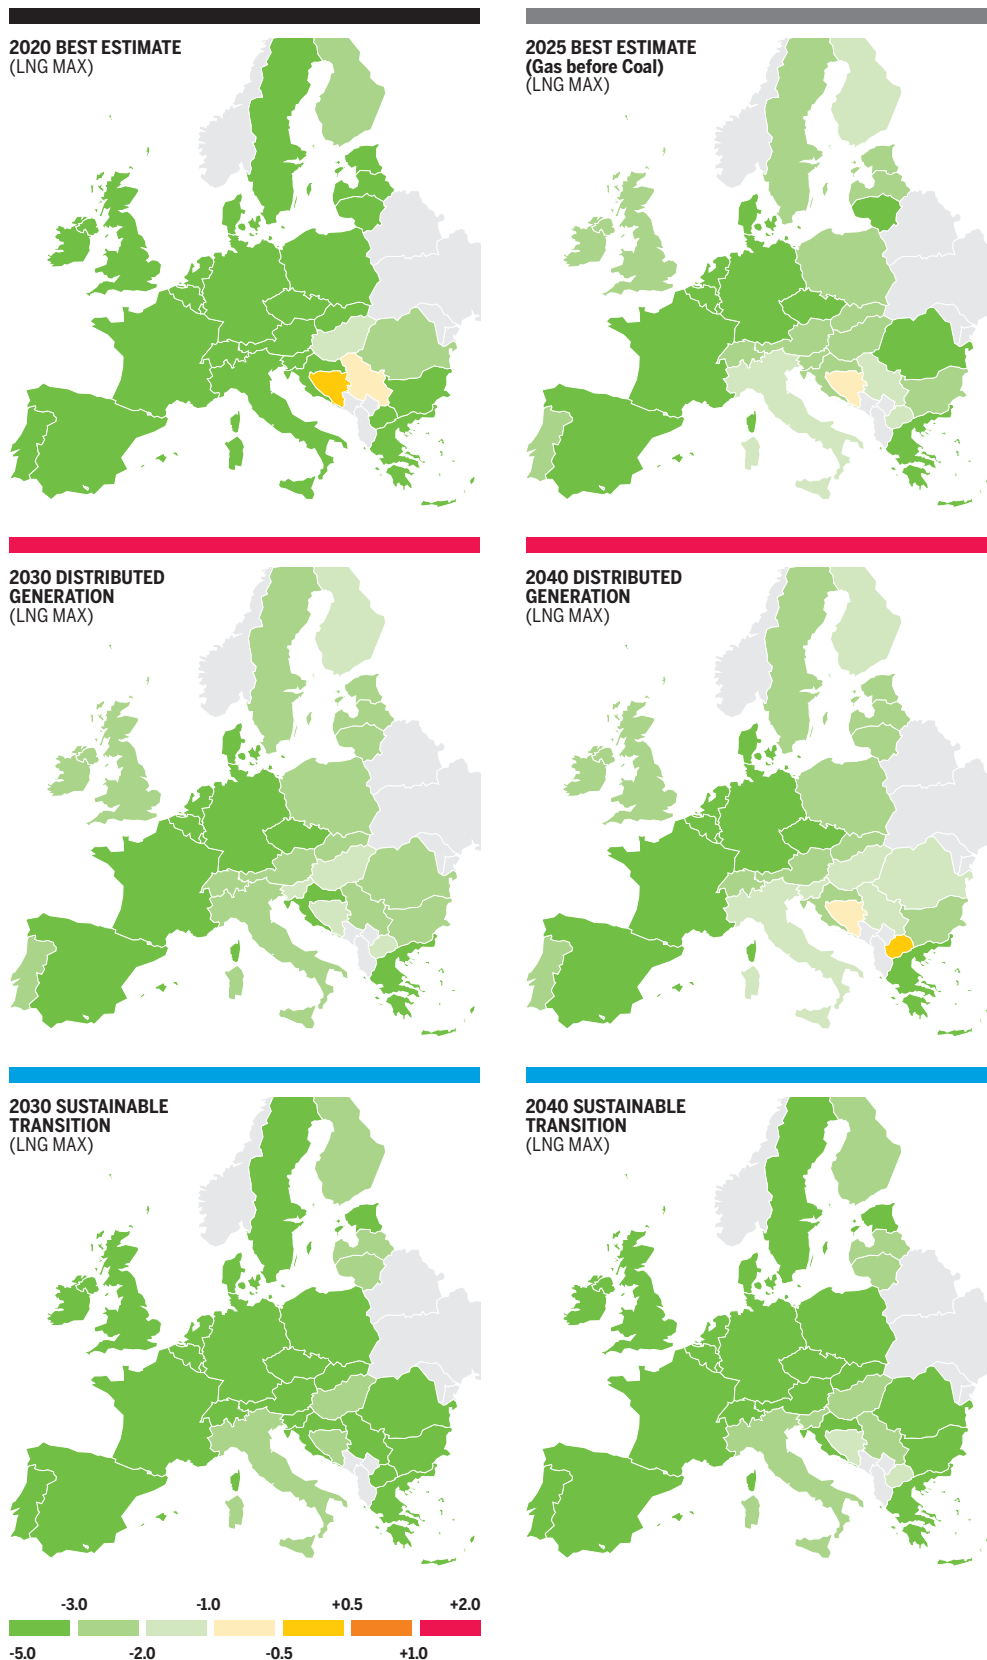 2020 BEST ESTIMATE
(LNG MAX)
2025 BEST ESTIMATE
(Gas before Coal)
(LNG MAX)
2030 DISTRIBUTED
GENERATION
(LNG MAX)
2040 DISTRIBUTED
GENERATION
(LNG MAX)
2030 SUSTAINABLE
TRANSITION
(LNG MAX)
2040 SUSTAINABLE
TRANSITION
(LNG MAX)
-3.0 -1.0 +0.5 +2.0
-5.0 -2.0 -0.5 +1.0